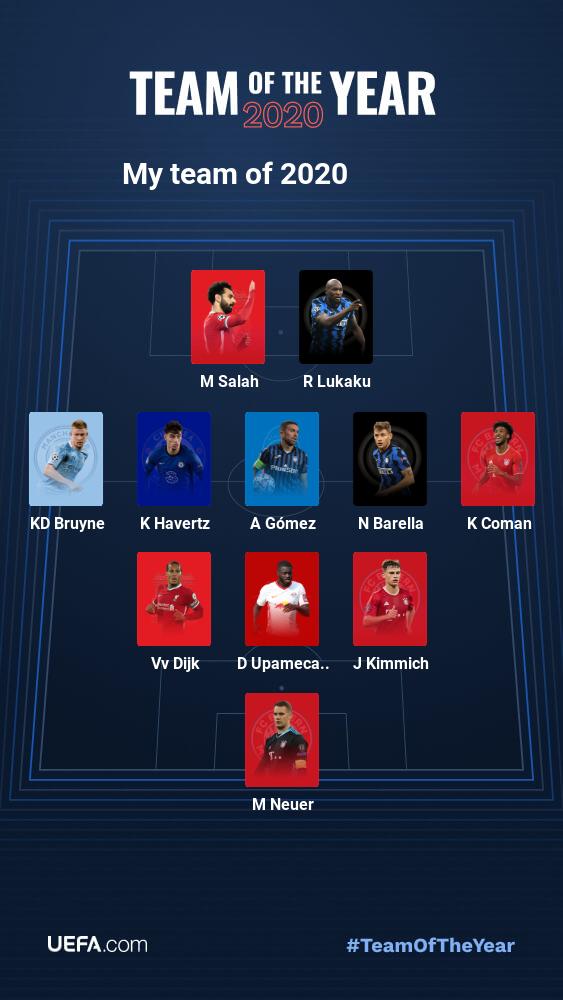 TEAM OF THE YEAR
2020
My team of 2020
M Salah R Lukaku
KD Bruyne K Havertz A Gómez N Barella K Coman
Vv Dijk D Upameca.. J Kimmich
M Neuer
UEFA.com #TeamOfTheYear